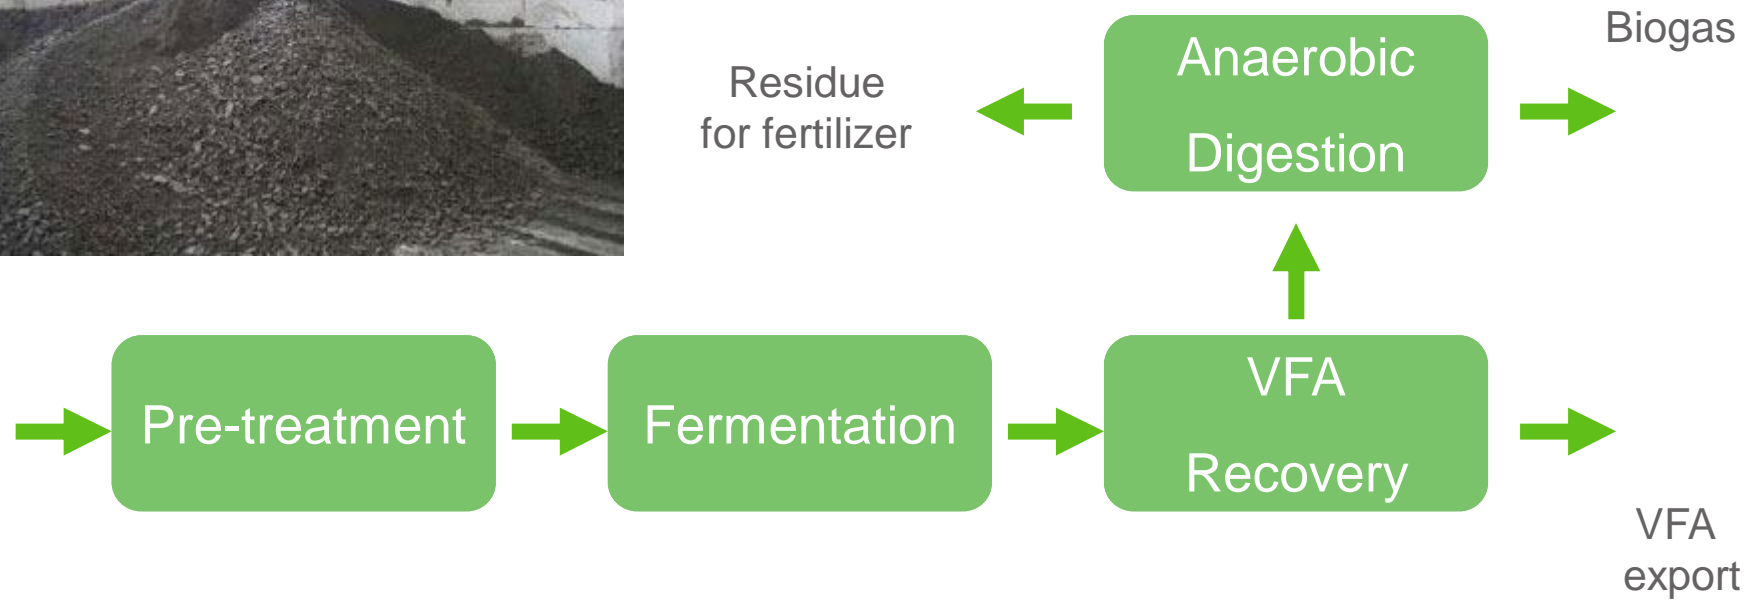 Residue
for fertilizer
Anaerobic
Digestion
Biogas
Pre-treatment
Fermentation
VFA
Recovery
VFA
export